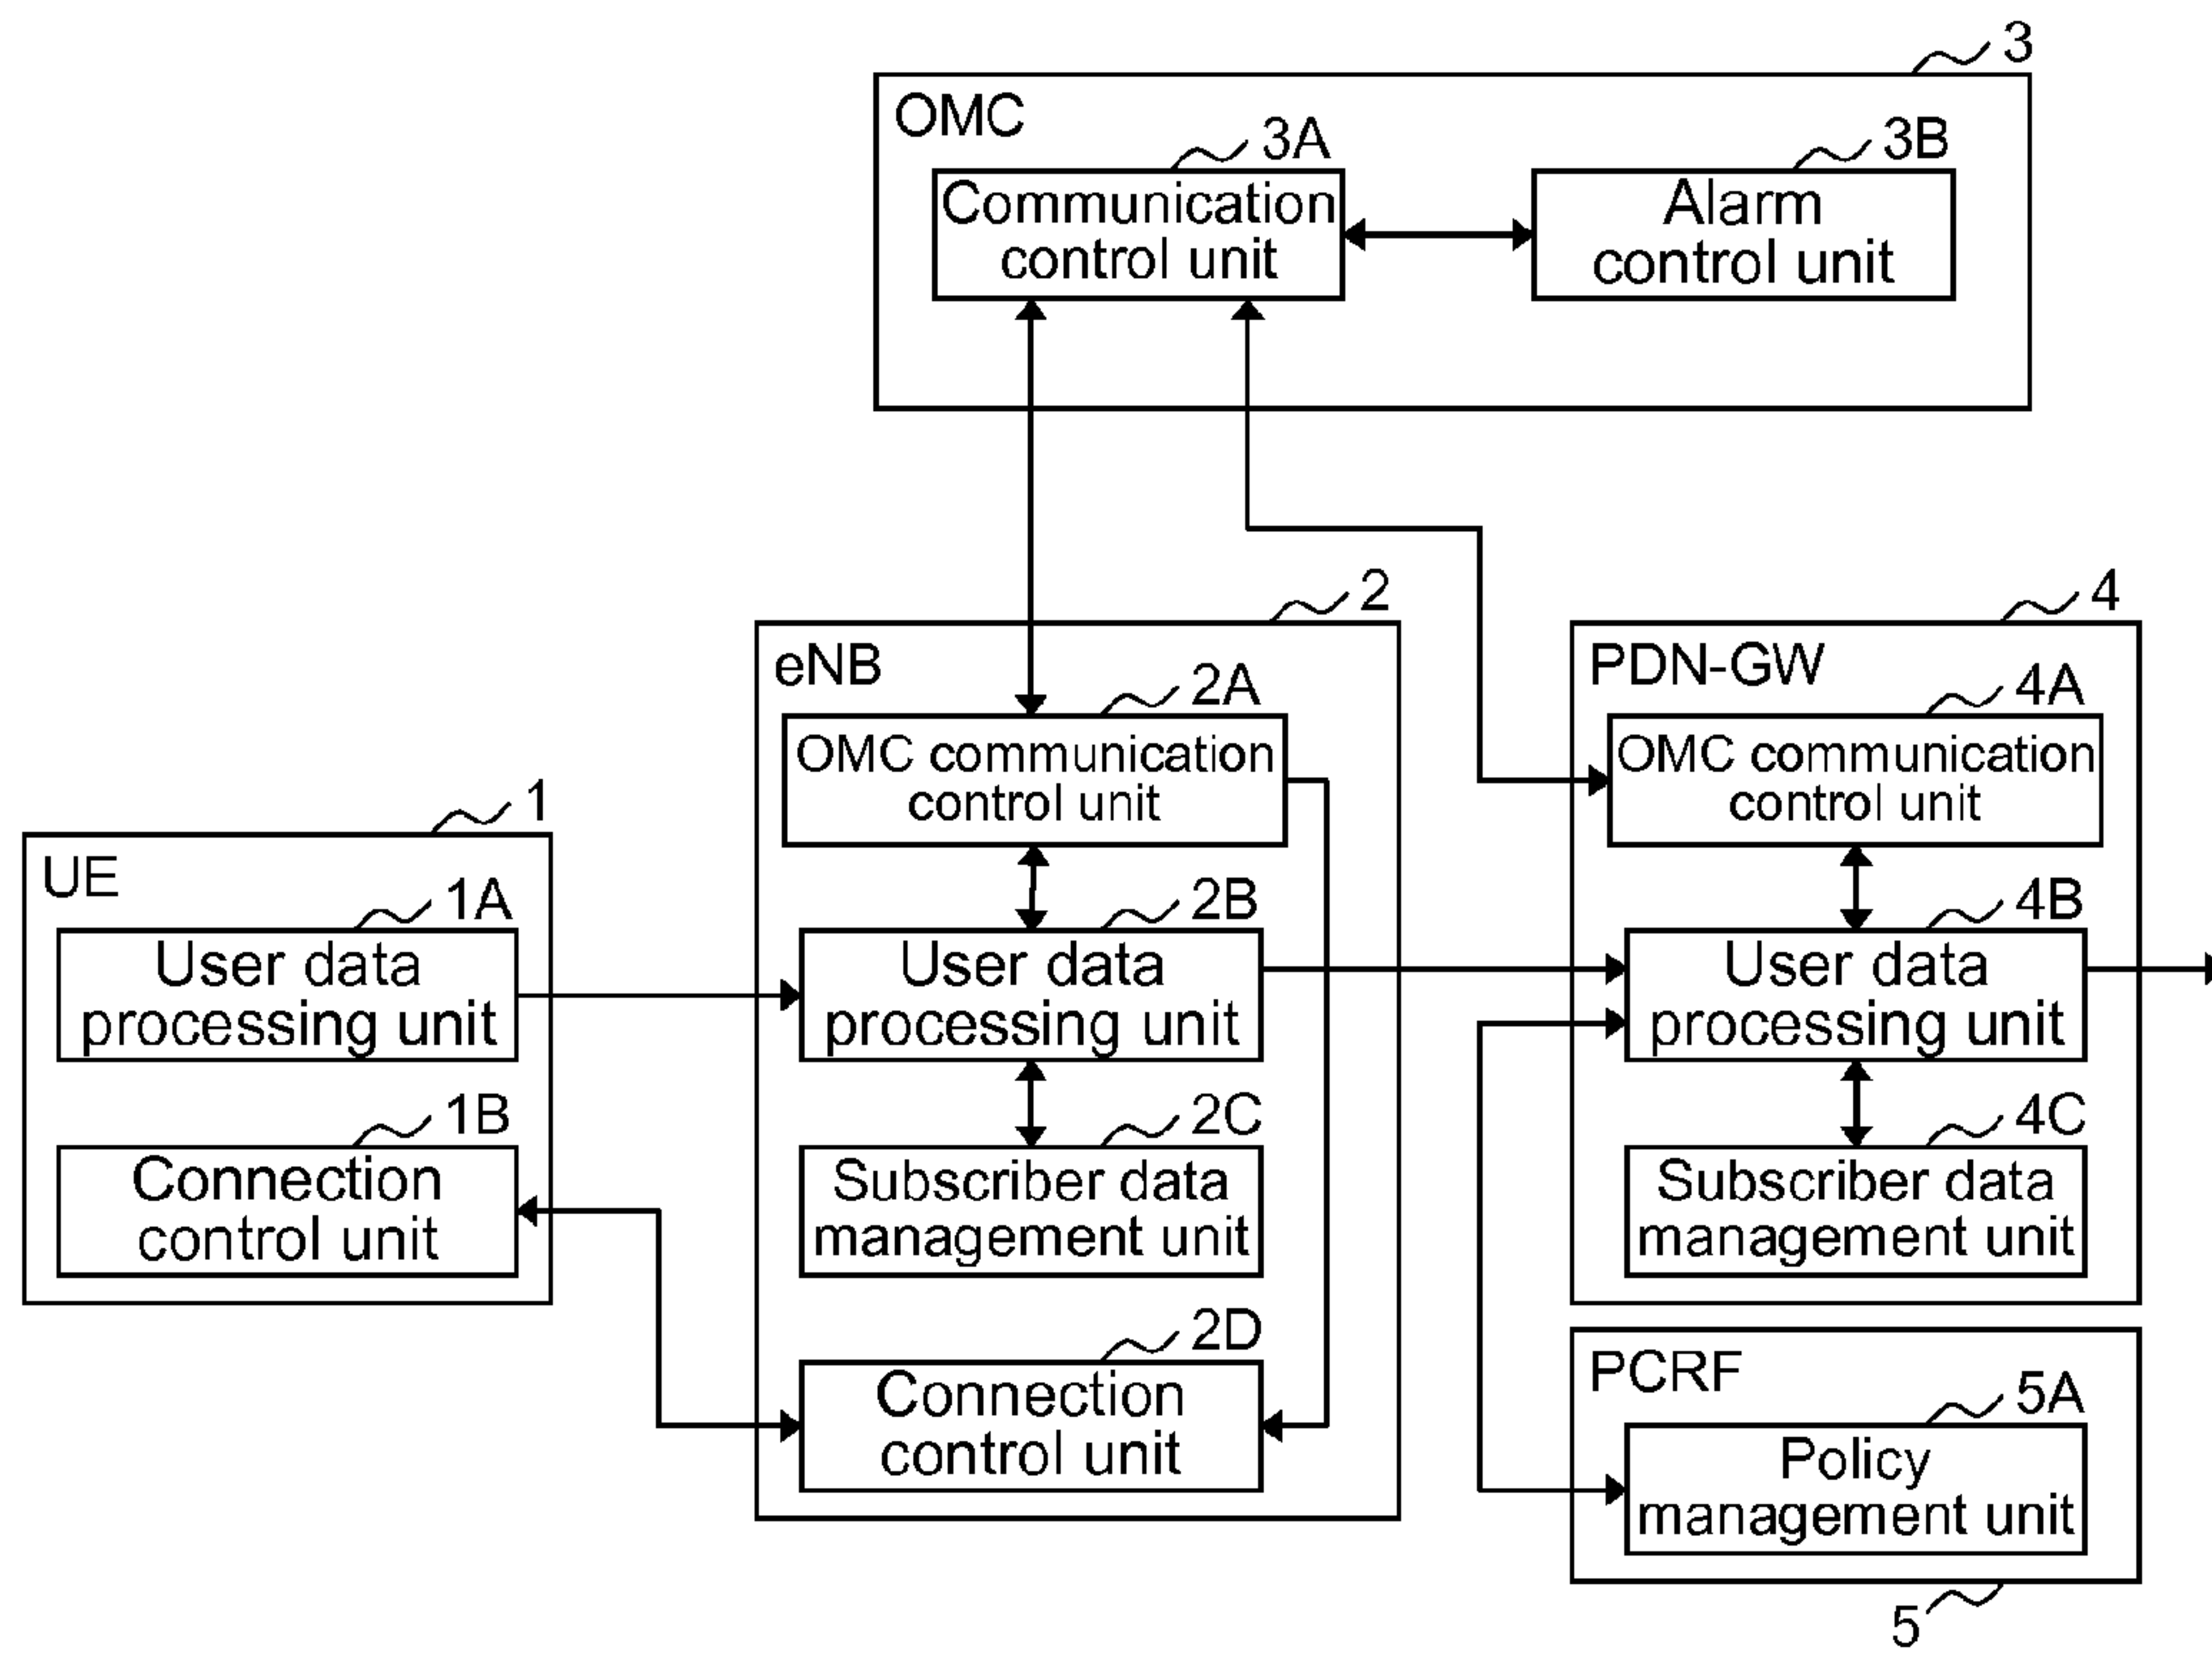 3
OMC
3A
3B
Communication
control unit
Alarm
control unit
2
eNB
2A
OMC communication
control unit
2B
User data
processing unit
2C
Subscriber data
management unit
2D
Connection
control unit
4
PDN-GW
4A
OMC communication
control unit
4B
User data
processing unit
4C
Subscriber data
management unit
1
UE
1A
User data
processing unit
1B
Connection
control unit
PCRF
5A
Policy
management unit
5